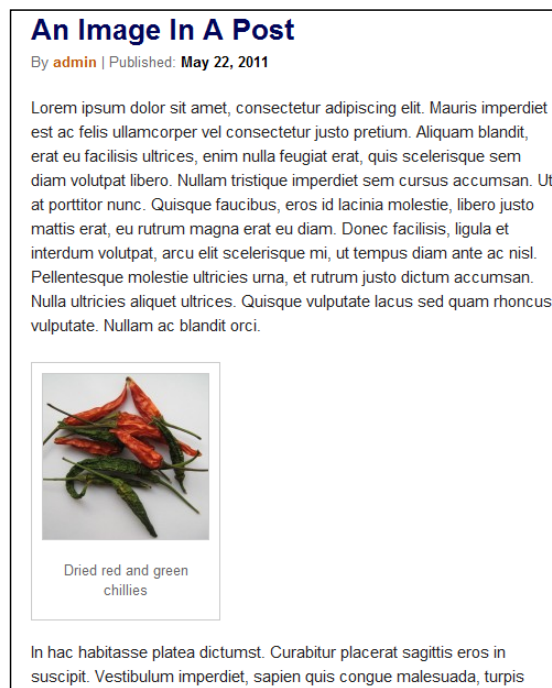 An Image In A Post
By admin | Published: May 22, 2011
Lorem ipsum dolor sit amet, consectetur adipiscing elit. Mauris imperdiet
est ac felis ullamcorper vel consectetur justo pretium. Aliquam blandit,
erat eu facilisis ultrices, enim nulla feugiat erat, quis scelerisque sem
diam volutpat libero. Nullam tristique imperdiet sem cursus accumsan. Ut
at porttitor nunc. Quisque faucibus, eros id lacinia molestie, libero justo
mattis erat, eu rutrum magna erat eu diam. Donec facilisis, ligula et
interdum volutpat, arcu elit scelerisque mi, ut tempus diam ante ac nisl.
Pellentesque molestie ultricies urna, et rutrum justo dictum accumsan.
Nulla ultricies aliquet ultrices. Quisque vulputate lacus sed quam rhoncus
vulputate. Nullam ac blandit orci.
Dried red and green
chillies
In hac habitasse platea dictumst. Curabitur placerat sagittis eros in
suscipit. Vestibulum imperdiet, sapien quis congue malesuada, turpis